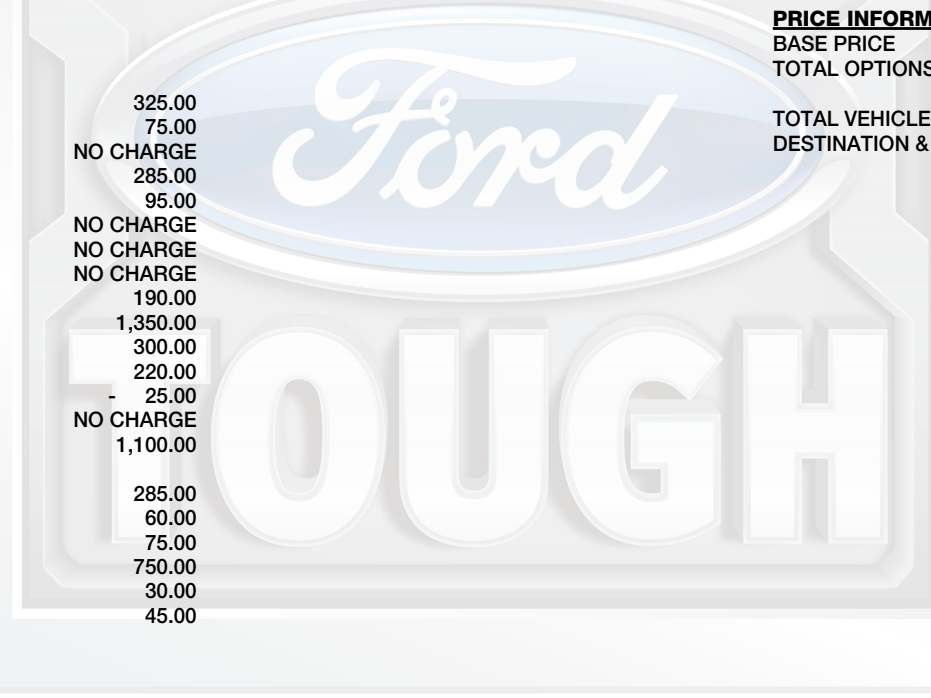 325.00
75.00
NO CHARGE
285.00
95.00
NO CHARGE
NO CHARGE
NO CHARGE
190.00
1,350.00
300.00
220.00
- 25.00
NO CHARGE
1,100.00
285.00
60.00
75.00
750.00
30.00
45.00
PRICE INFORM
BASE PRICE
TOTAL OPTIONS
TOTAL VEHICLE
DESTINATION &
Ford
TOUGH